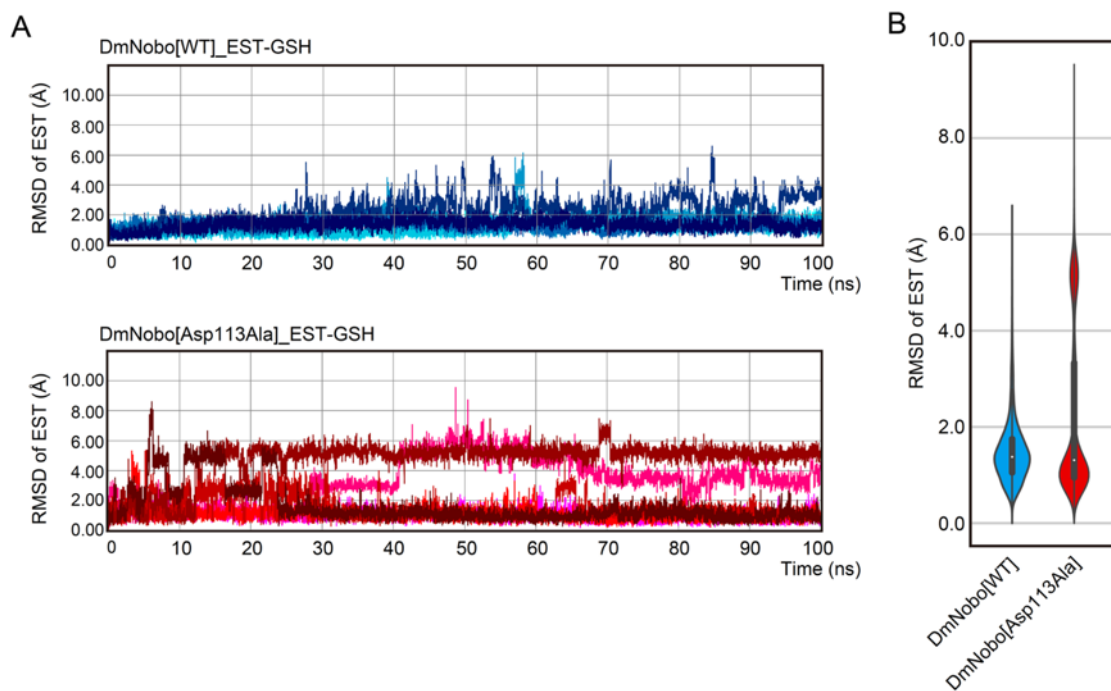 A
DmNobo[WT]_EST-GSH
RMSD of EST (Å)
10.00
8.00
6.00
4.00
2.00
0.00
0 10 20 30 40 50 60 70 80 90 100
Time (ns)
DmNobo[Asp113Ala]_EST-GSH
RMSD of EST (Å)
10.00
8.00
6.00
4.00
2.00
0.00
0 10 20 30 40 50 60 70 80 90 100
Time (ns)
B
RMSD of EST (Å)
10.0
8.0
6.0
4.0
2.0
0.0
DmNobo[WT]
DmNobo[Asp113Ala]